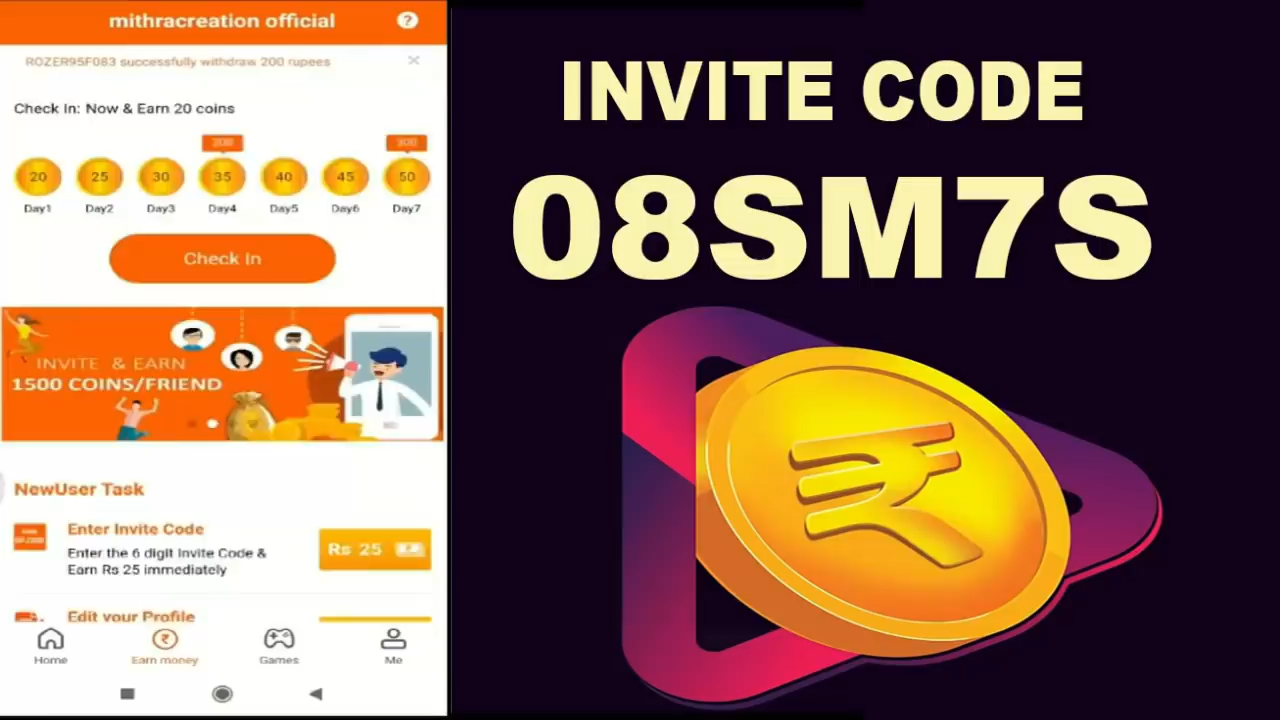 mithracreation official
?
ROZER95F083 successfully withdraw 200 rupees
Check In: Now & Earn 20 coins
200
300
20
25
30
35
40
45
50
Day1
Day2
Day3
Day4
Day5
Day6
Day7
Check In
INVITE & EARN
1500 COINS/FRIEND
NewUser Task
Enter Invite Code
Enter the 6 digit Invite Code &
Earn Rs 25 immediately
Rs 25
Edit your Profile
Home
Earn money
Games
Me
INVITE CODE
08SM7S
₹